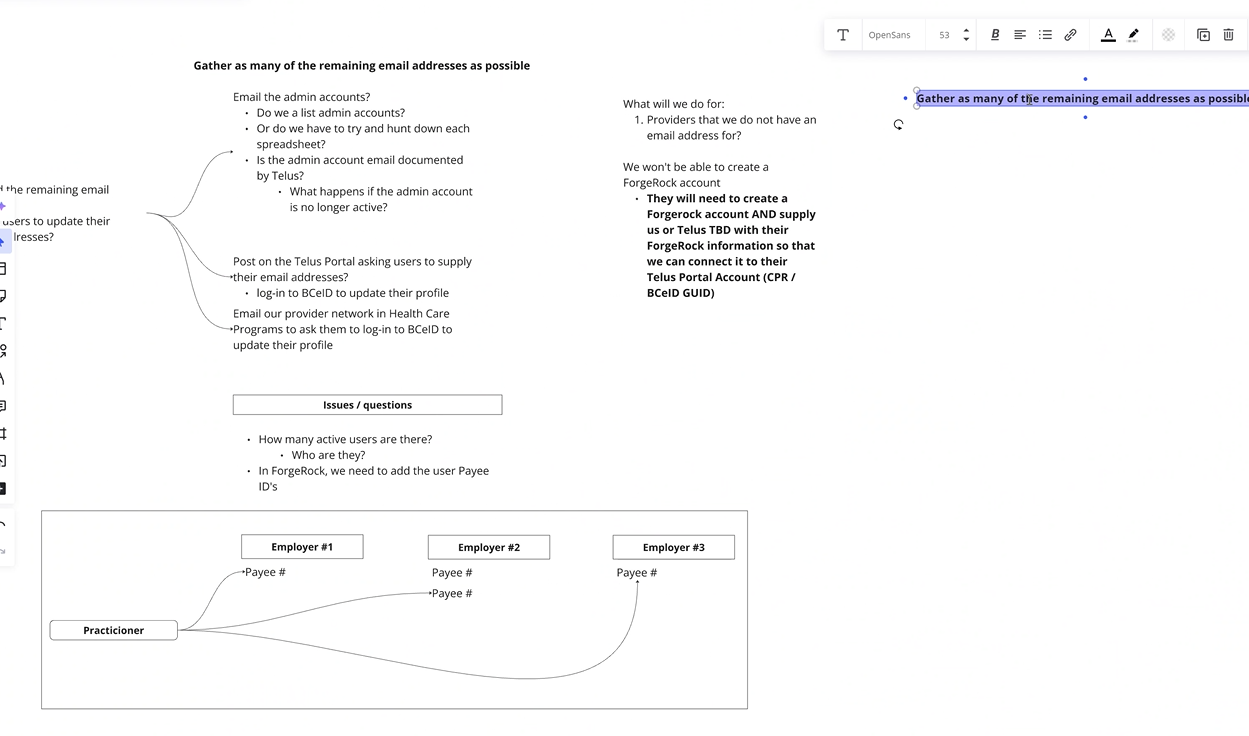 OpenSans
53
B
A
Gather as many of the remaining email addresses as possible
Gather as many of the remaining email addresses as possible
the remaining email
users to update their
Email the admin accounts?
• Do we a list admin accounts?
• Or do we have to try and hunt down each
spreadsheet?
• Is the admin account email documented
by Telus?
• What happens if the admin account
is no longer active?
Post on the Telus Portal asking users to supply
their email addresses?
• log-in to BCeID to update their profile
Email our provider network in Health Care
Programs to ask them to log-in to BCeID to
update their profile
What will we do for:
1. Providers that we do not have an
email address for?
We won't be able to create a
ForgeRock account
• They will need to create a
Forgerock account AND supply
us or Telus TBD with their
ForgeRock information so that
we can connect it to their
Telus Portal Account (CPR /
BCeID GUID)
Issues / questions
• How many active users are there?
• Who are they?
• In ForgeRock, we need to add the user Payee
ID's
Employer #1
Employer #2
Employer #3
Payee #
Payee #
Payee #
Payee #
Practicioner